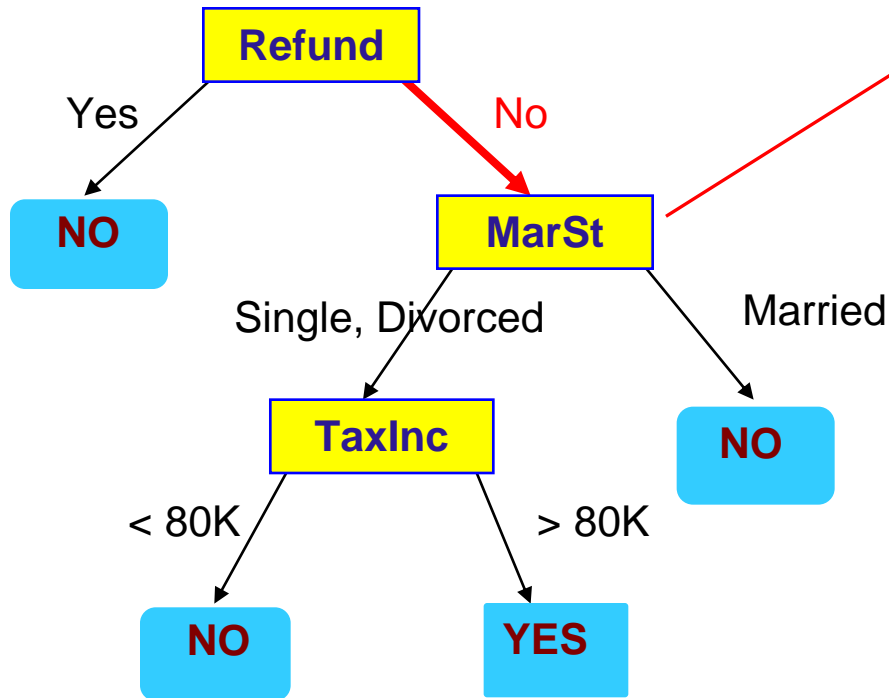 Refund
Yes
No
NO
MarSt
Single, Divorced
Married
TaxInc
NO
< 80K
> 80K
NO
YES